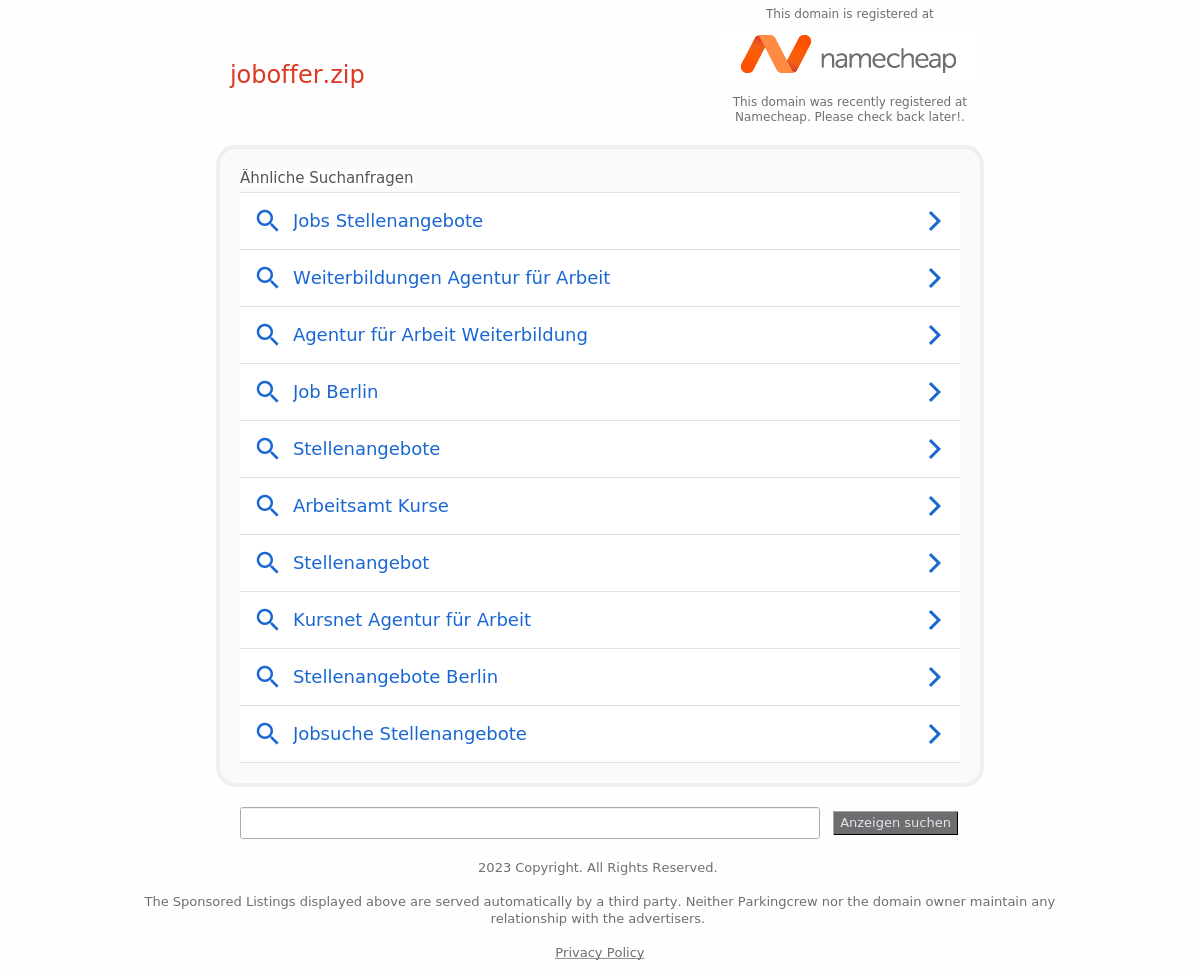 This domain is registered at
namecheap
joboffer.zip
This domain was recently registered at
Namecheap. Please check back later!.
Ähnliche Suchanfragen
Jobs Stellenangebote
Weiterbildungen Agentur für Arbeit
Agentur für Arbeit Weiterbildung
Job Berlin
Stellenangebote
Arbeitsamt Kurse
Stellenangebot
Kursnet Agentur für Arbeit
Stellenangebote Berlin
Jobsuche Stellenangebote
Anzeigen suchen
2023 Copyright. All Rights Reserved.
The Sponsored Listings displayed above are served automatically by a third party. Neither Parkingcrew nor the domain owner maintain any
relationship with the advertisers.
Privacy Policy